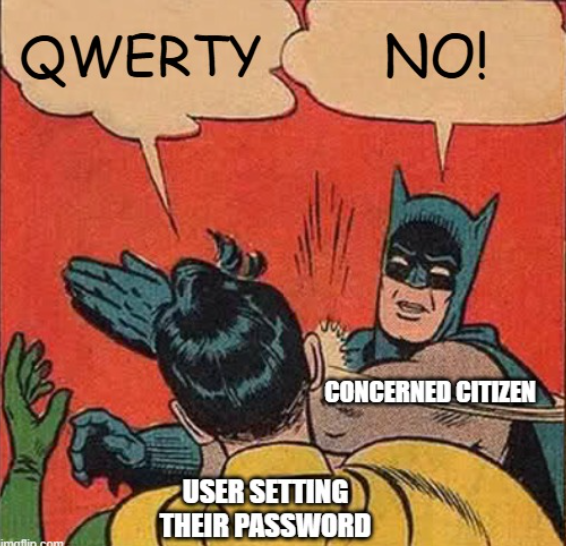 QWERTY
NO!
CONCERNED CITIZEN
USER SETTING
THEIR PASSWORD
imgflip.com